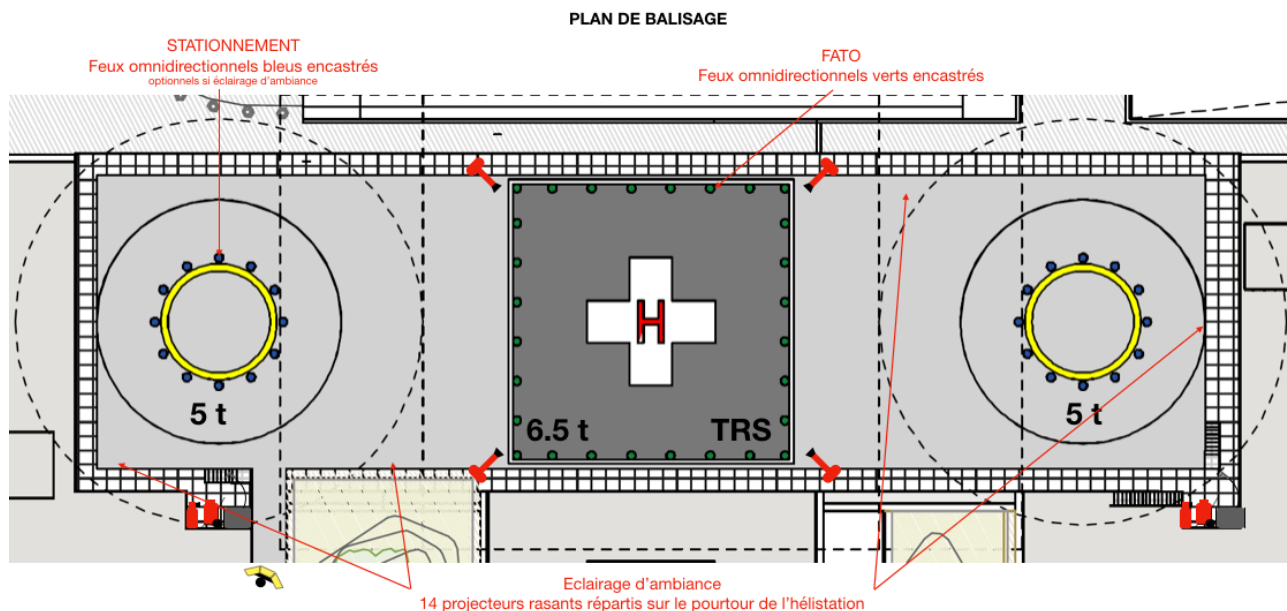 PLAN DE BALISAGE
STATIONNEMENT
Feux omnidirectionnels bleus encastrés
optionnels si éclairage d'ambiance
FATO
Feux omnidirectionnels verts encastrés
H
5 t
6.5 t
TRS
5 t
Eclairage d'ambiance
14 projecteurs rasants répartis sur le pourtour de l'hélistation